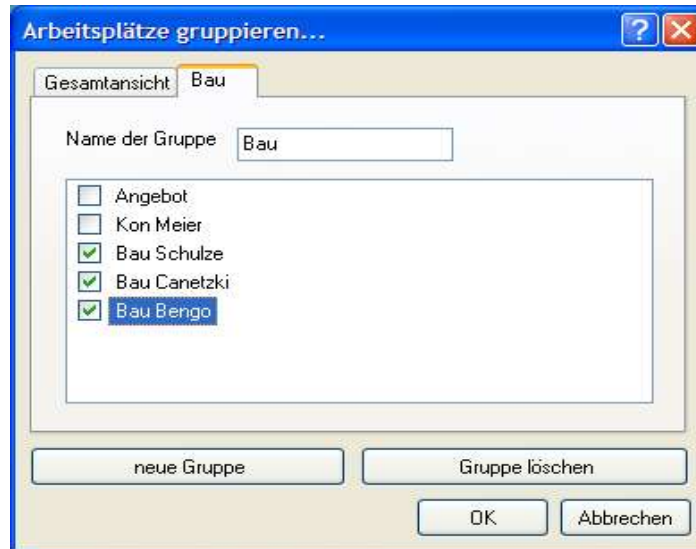 Arbeitsplätze gruppieren...
Gesamtansicht Bau
Name der Gruppe Bau
Angebot
Kon Meier
Bau Schulze
Bau Canetzki
Bau Bengo
neue Gruppe Gruppe löschen
OK Abbrechen